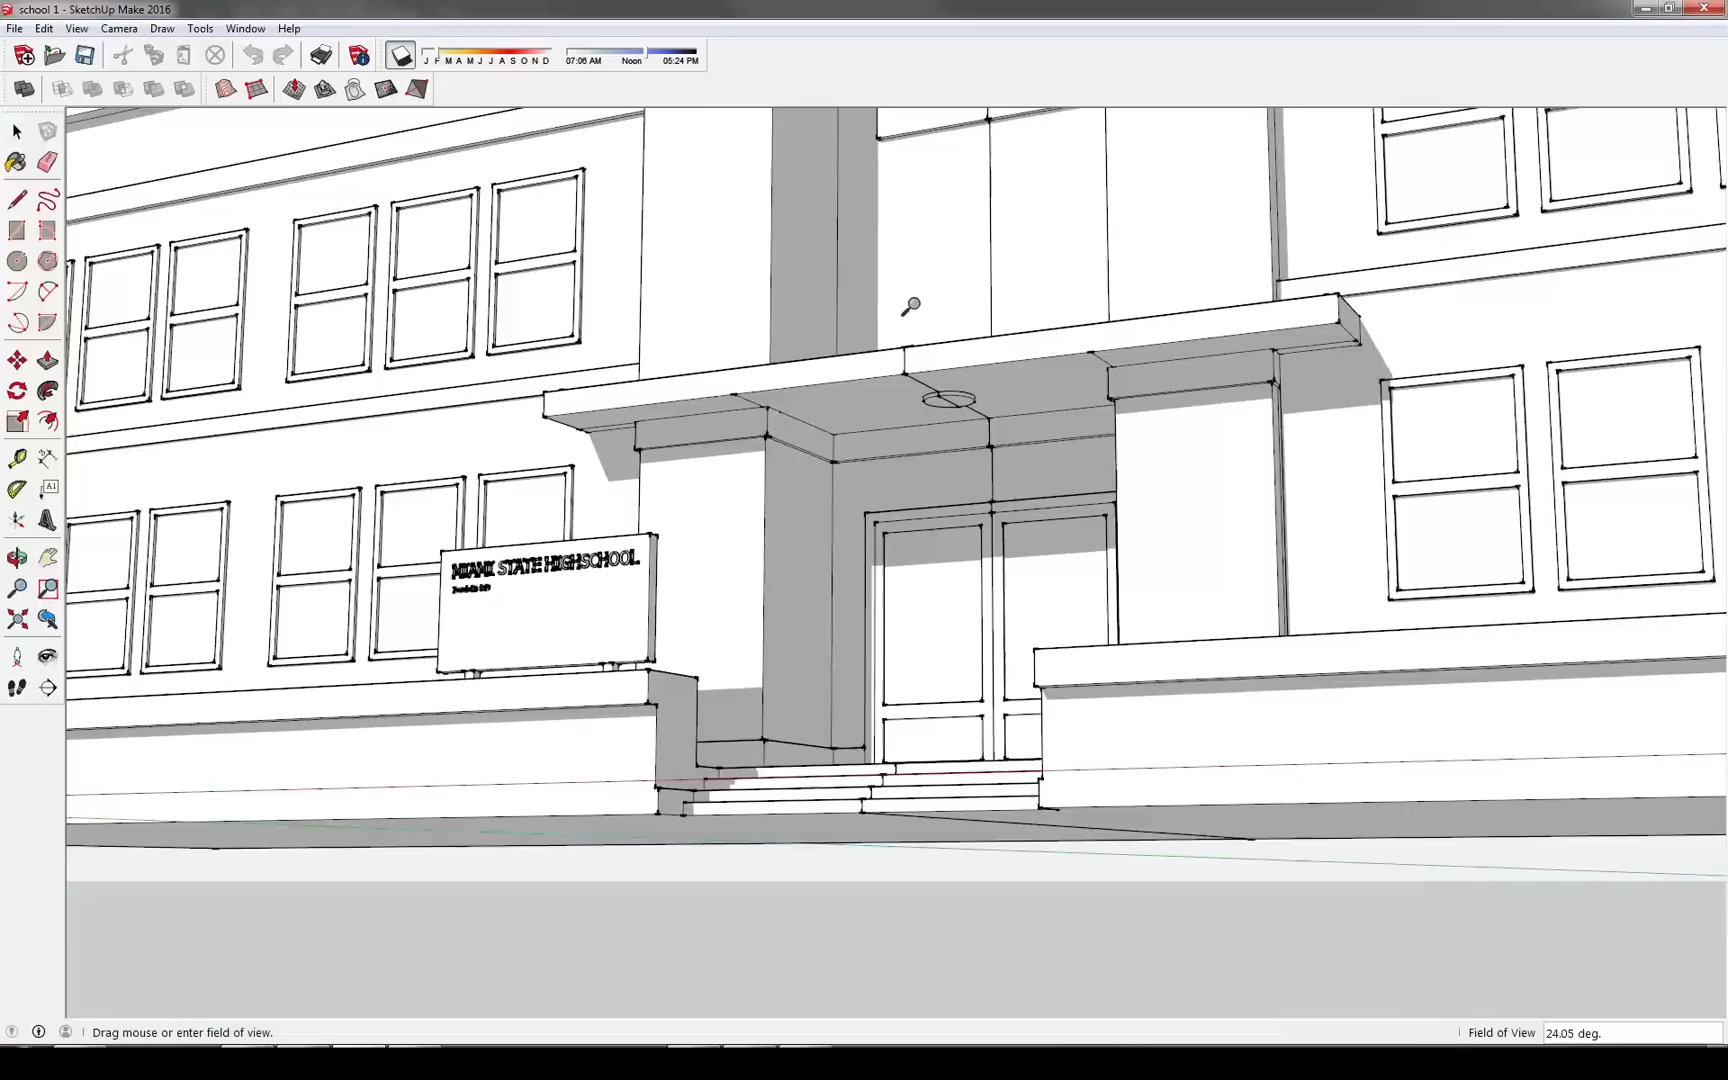 school 1 - SketchUp Make 2016
File Edit View Camera Draw Tools Window Help
J F M A M J J A S O N D
07:06 AM Noon 05:24 PM
A1
MIAMI STATE HIGHSCHOOL
Drag mouse or enter field of view.
Field of View 24.05 deg.